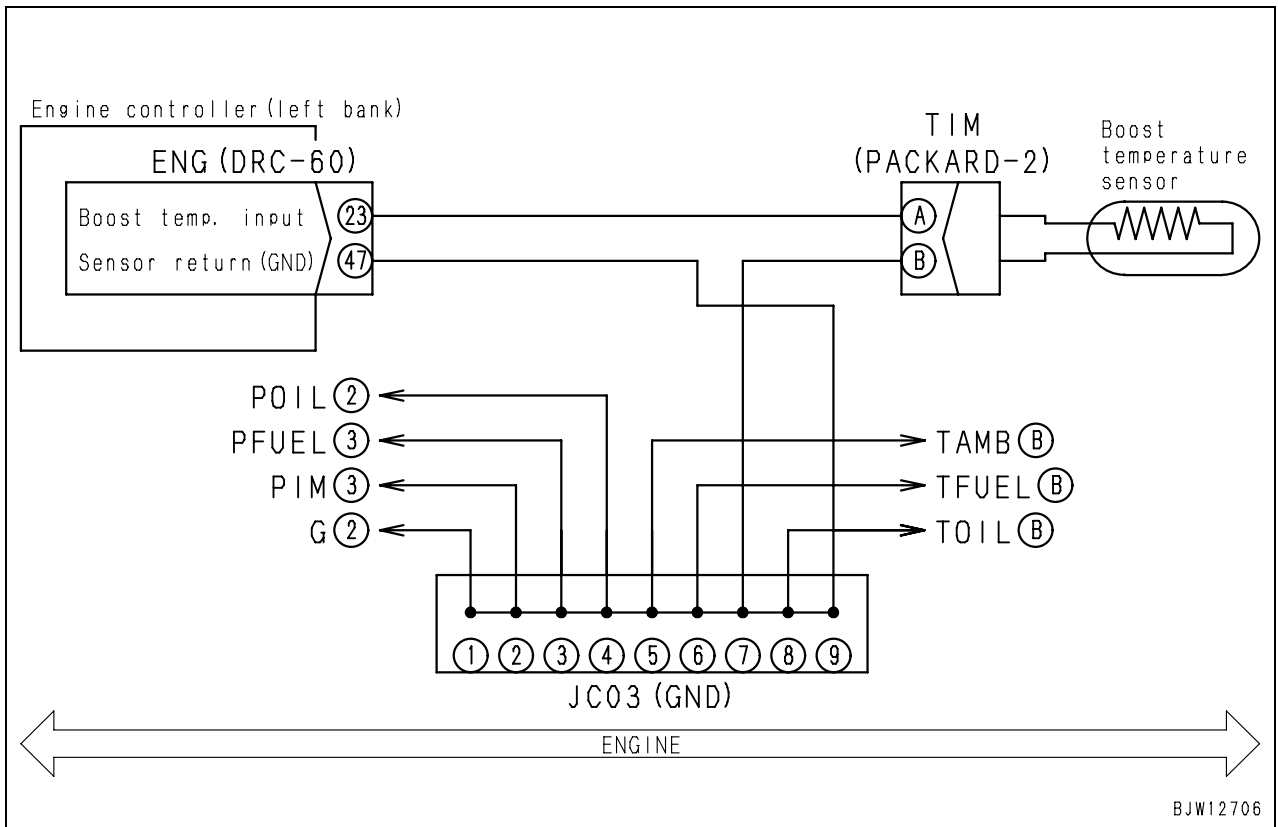 Engine controller(left bank)
ENG(DRC-60)
Boost temp. input 23
Sensor return(GND) 47
TIM
(PACKARD-2)
A
B
Boost
temperature
sensor
POIL 2
PFUEL 3
PIM 3
G 2
TAMB B
TFUEL B
TOIL B
1 2 3 4 5 6 7 8 9
JC03(GND)
ENGINE
BJW12706